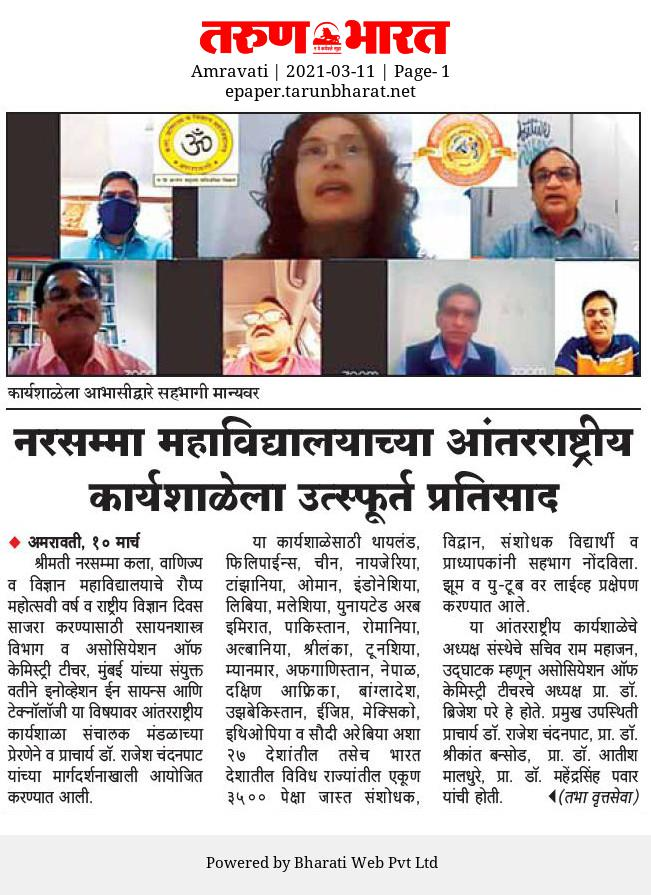 तरुण भारत
Amravati | 2021-03-11 | Page- 1
epaper.tarunbharat.net
zoom
zoom
zoom
कार्यशाळेला आभासीद्वारे सहभागी मान्यवर
नरसम्मा महाविद्यालयाच्या आंतरराष्ट्रीय
कार्यशाळेला उत्स्फूर्त प्रतिसाद
अमरावती, १० मार्च
श्रीमती नरसम्मा कला, वाणिज्य
व विज्ञान महाविद्यालयाचे रौप्य
महोत्सवी वर्ष व राष्ट्रीय विज्ञान दिवस
साजरा करण्यासाठी रसायनशास्त्र
विभाग व असोसियेशन ऑफ
केमिस्ट्री टीचर, मुंबई यांच्या संयुक्त
वतीने इनोव्हेशन ईन सायन्स आणि
टेक्नॉलॉजी या विषयावर आंतरराष्ट्रीय
कार्यशाळा संचालक मंडळाच्या
प्रेरणेने व प्राचार्य डॉ. राजेश चंदनपाट
यांच्या मार्गदर्शनाखाली आयोजित
करण्यात आली.
या कार्यशाळेसाठी थायलंड,
फिलिपाईन्स, चीन, नायजेरिया,
टांझानिया, ओमान, इंडोनेशिया,
लिबिया, मलेशिया, युनायटेड अरब
इमिरात, पाकिस्तान, रोमानिया,
अल्बानिया, श्रीलंका, टूनशिया,
म्यानमार, अफगाणिस्तान, नेपाळ,
दक्षिण आफ्रिका, बांग्लादेश,
उझबेकिस्तान, ईजिप्त, मेक्सिको,
इथिओपिया व सौदी अरेबिया अशा
२७ देशांतील तसेच भारत
देशातील विविध राज्यांतील एकूण
३५०० पेक्षा जास्त संशोधक,
विद्वान, संशोधक विद्यार्थी व
प्राध्यापकांनी सहभाग नोंदविला.
झूम व यु-टूब वर लाईव्ह प्रक्षेपण
करण्यात आले.
या आंतरराष्ट्रीय कार्यशाळेचे
अध्यक्ष संस्थेचे सचिव राम महाजन,
उद्घाटक म्हणून असोसियेशन ऑफ
केमिस्ट्री टीचरचे अध्यक्ष प्रा. डॉ.
ब्रिजेश परे हे होते. प्रमुख उपस्थिती
प्राचार्य डॉ. राजेश चंदनपाट, प्रा. डॉ.
श्रीकांत बन्सोड, प्रा. डॉ. आतीश
मालधुरे, प्रा. डॉ. महेंद्रसिंह पवार
यांची होती. (तभा वृत्तसेवा)
Powered by Bharati Web Pvt Ltd